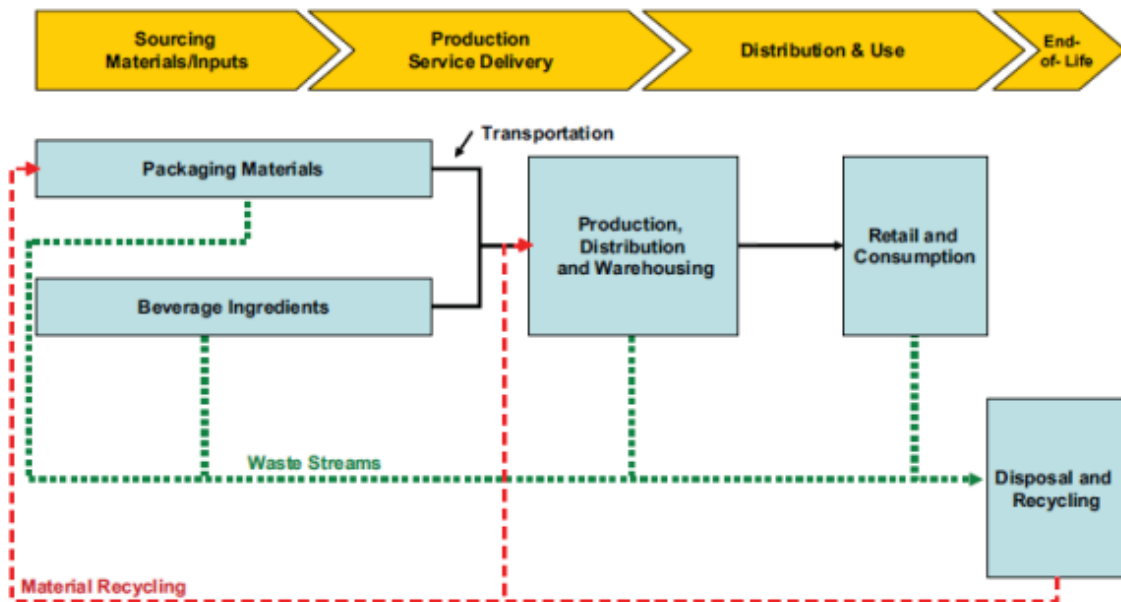 Sourcing
Materials/Inputs
Production
Service Delivery
Distribution & Use
End-
of- Life
Transportation
Packaging Materials
Production,
Distribution
and Warehousing
Retail and
Consumption
Beverage Ingredients
Waste Streams
Disposal and
Recycling
Material Recycling